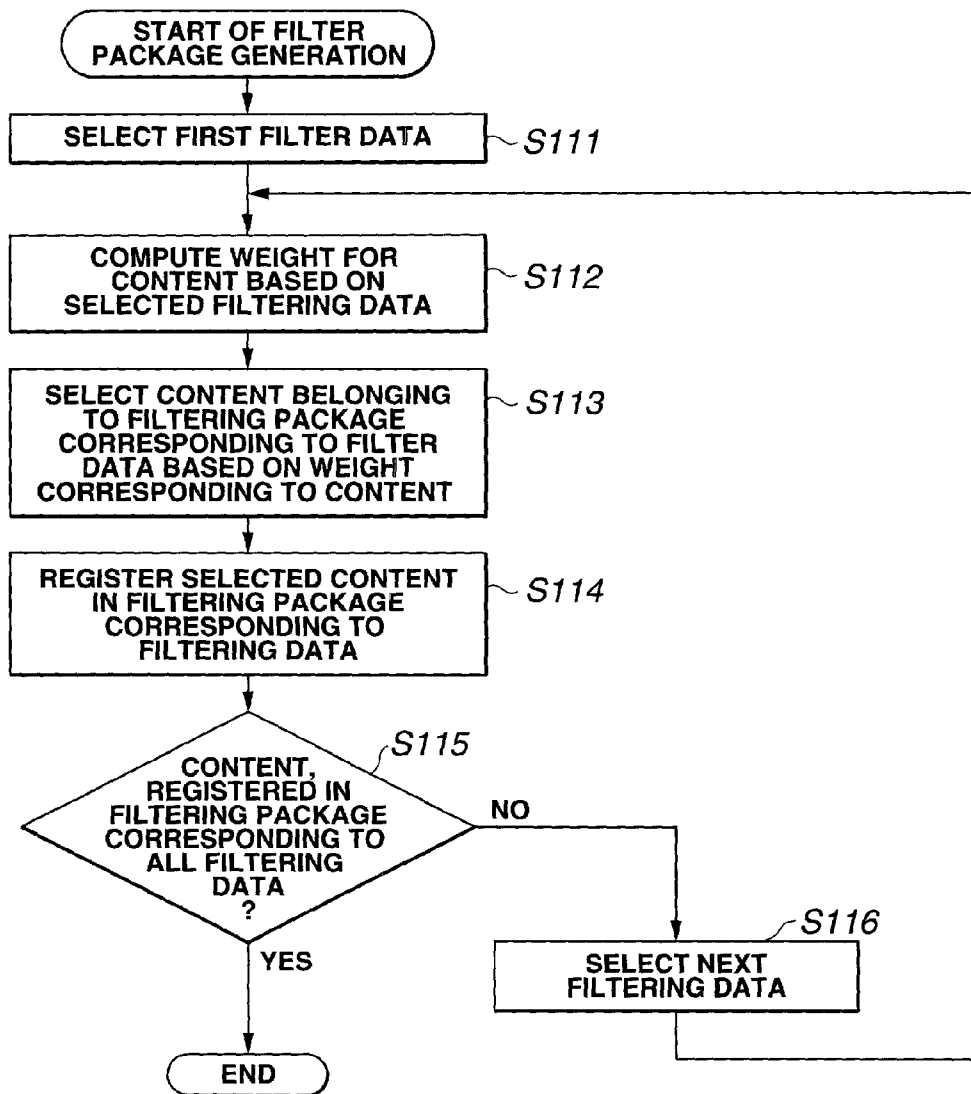 START OF FILTER
PACKAGE GENERATION
SELECT FIRST FILTER DATA
S111
COMPUTE WEIGHT FOR
CONTENT BASED ON
SELECTED FILTERING DATA
S112
SELECT CONTENT BELONGING
TO FILTERING PACKAGE
CORRESPONDING TO FILTER
DATA BASED ON WEIGHT
CORRESPONDING TO CONTENT
S113
REGISTER SELECTED CONTENT
IN FILTERING PACKAGE
CORRESPONDING TO
FILTERING DATA
S114
S115
CONTENT,
REGISTERED IN
FILTERING PACKAGE
CORRESPONDING TO
ALL FILTERING
DATA
?
NO
YES
S116
SELECT NEXT
FILTERING DATA
END